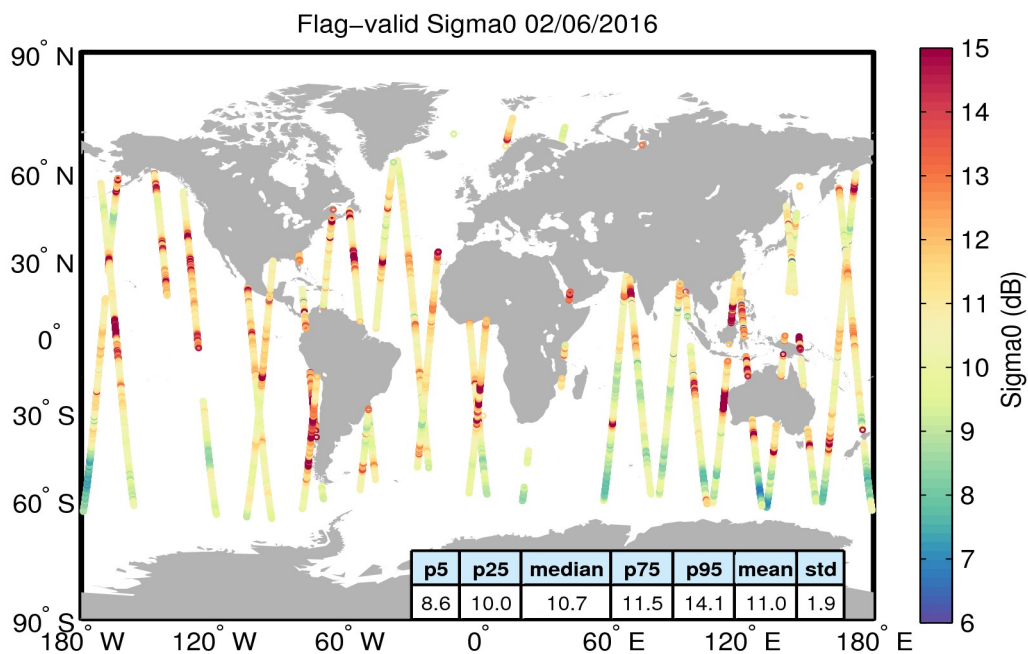 Flag−valid Sigma0 02/06/2016
90° N
60° N
30° N
0°
30° S
60° S
90° S
180° W
120° W
60° W
0°
60° E
120° E
180° E
15
14
13
12
11
10
9
8
7
6
Sigma0 (dB)
p5 p25 median p75 p95 mean std
8.6 10.0 10.7 11.5 14.1 11.0 1.9